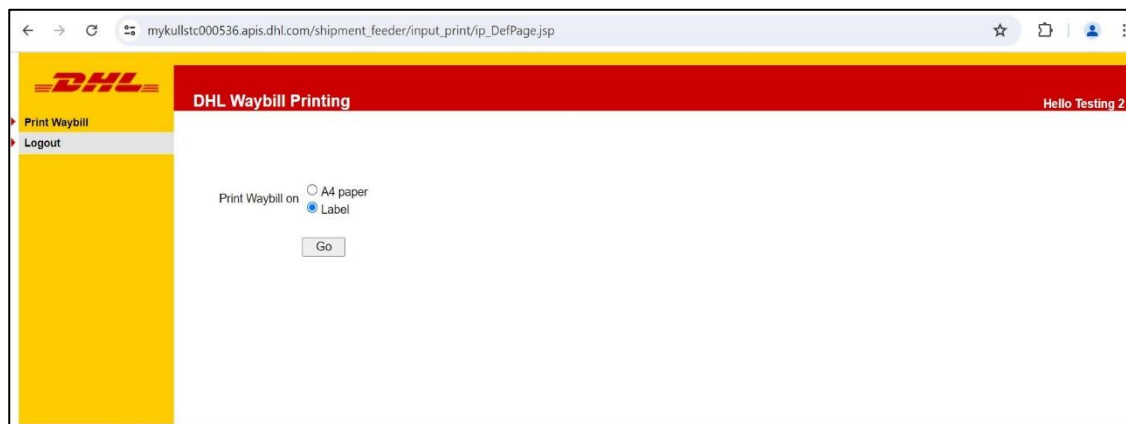 mykullstc000536.apis.dhl.com/shipment_feeder/input_print/ip_DefPage.jsp
DHL
DHL Waybill Printing
Hello Testing 2
Print Waybill
Logout
Print Waybill on
A4 paper
Label
Go